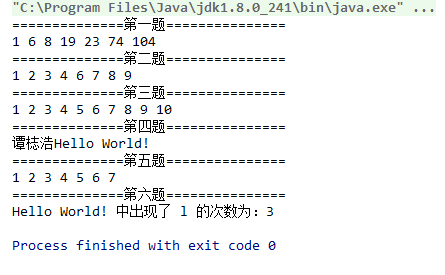 "C:\Program Files\Java\jdk1.8.0_241\bin\java.exe" ...
=============第一题==============
1 6 8 19 23 74 104
=============第二题==============
1 2 3 4 6 7 8 9
=============第三题==============
1 2 3 4 5 6 7 8 9 10
=============第四题==============
谭梽浩Hello World!
=============第五题==============
1 2 3 4 5 6 7
=============第六题==============
Hello World! 中出现了 l 的次数为：3
Process finished with exit code 0